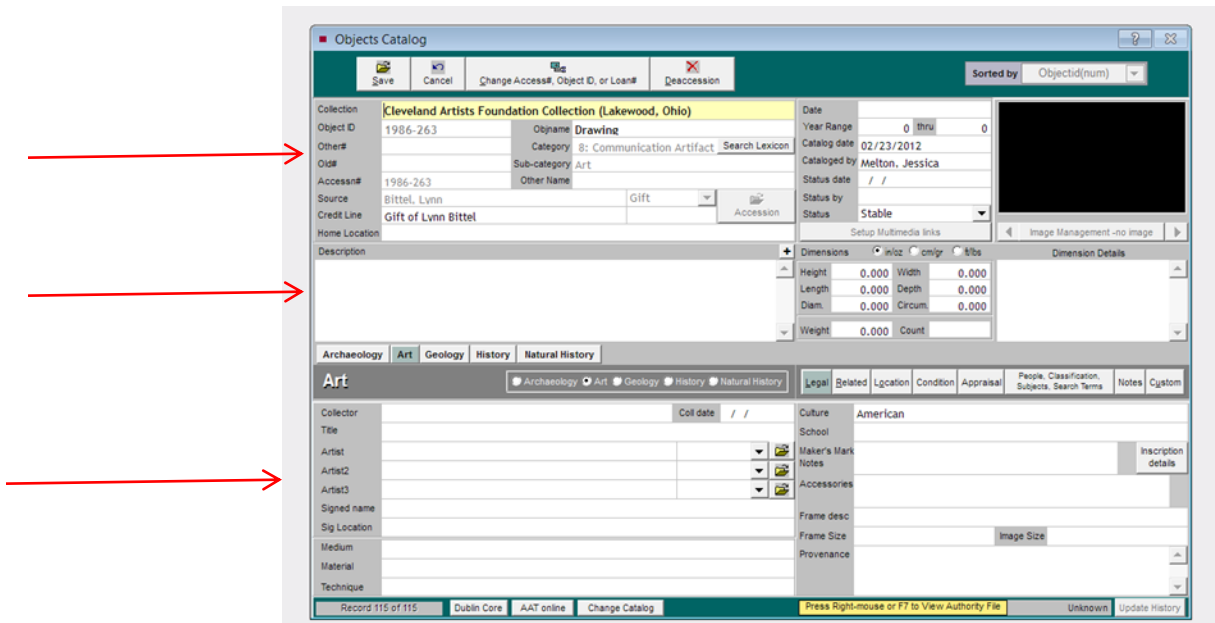 Objects Catalog
Save Cancel Change Access#, Object ID, or Loan# Deaccession Sorted by Objectid(num)
Collection Cleveland Artists Foundation Collection (Lakewood, Ohio) Date
Object ID 1986-263 Objname Drawing Year Range 0 thru 0
Other# Category 8: Communication Artifact Search Lexicon Catalog date 02/23/2012
Old# Sub-category Art Cataloged by Melton, Jessica
Accessn# 1986-263 Other Name Status date / /
Source Bittel, Lynn Gift Accession Status by
Credit Line Gift of Lynn Bittel Status Stable
Home Location Setup Multimedia links Image Management -no image
Description + Dimensions in/oz cm/gr ft/lbs Dimension Details
Height 0.000 Width 0.000
Length 0.000 Depth 0.000
Diam. 0.000 Circum. 0.000
Weight 0.000 Count
Archaeology Art Geology History Natural History
Art Archaeology Art Geology History Natural History Legal Related Location Condition Appraisal People, Classification, Subjects, Search Terms Notes Custom
Collector Coll date / / Culture American
Title School
Artist Maker's Mark Notes Inscription details
Artist2
Artist3 Accessories
Signed name Frame desc
Sig Location Frame Size Image Size
Medium Provenance
Material
Technique
Record 115 of 115 Dublin Core AAT online Change Catalog Press Right-mouse or F7 to View Authority File Unknown Update History